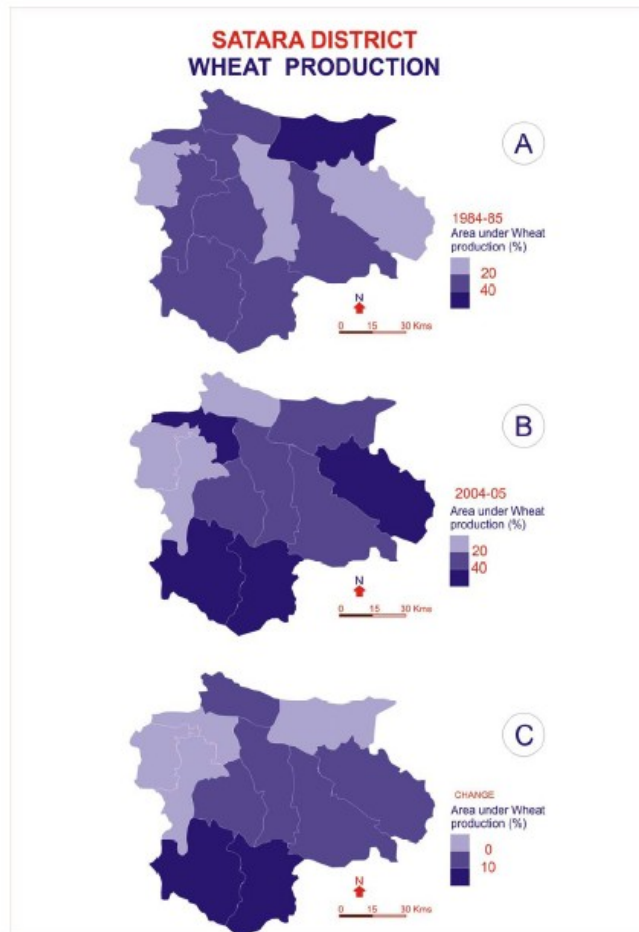 SATARA DISTRICT
WHEAT PRODUCTION
A
1984-85
Area under Wheat
production (%)
20
40
N
0 15 30 Kms
B
2004-05
Area under Wheat
production (%)
20
40
N
0 15 30 Kms
C
CHANGE
Area under Wheat
production (%)
0
10
N
0 15 30 Kms